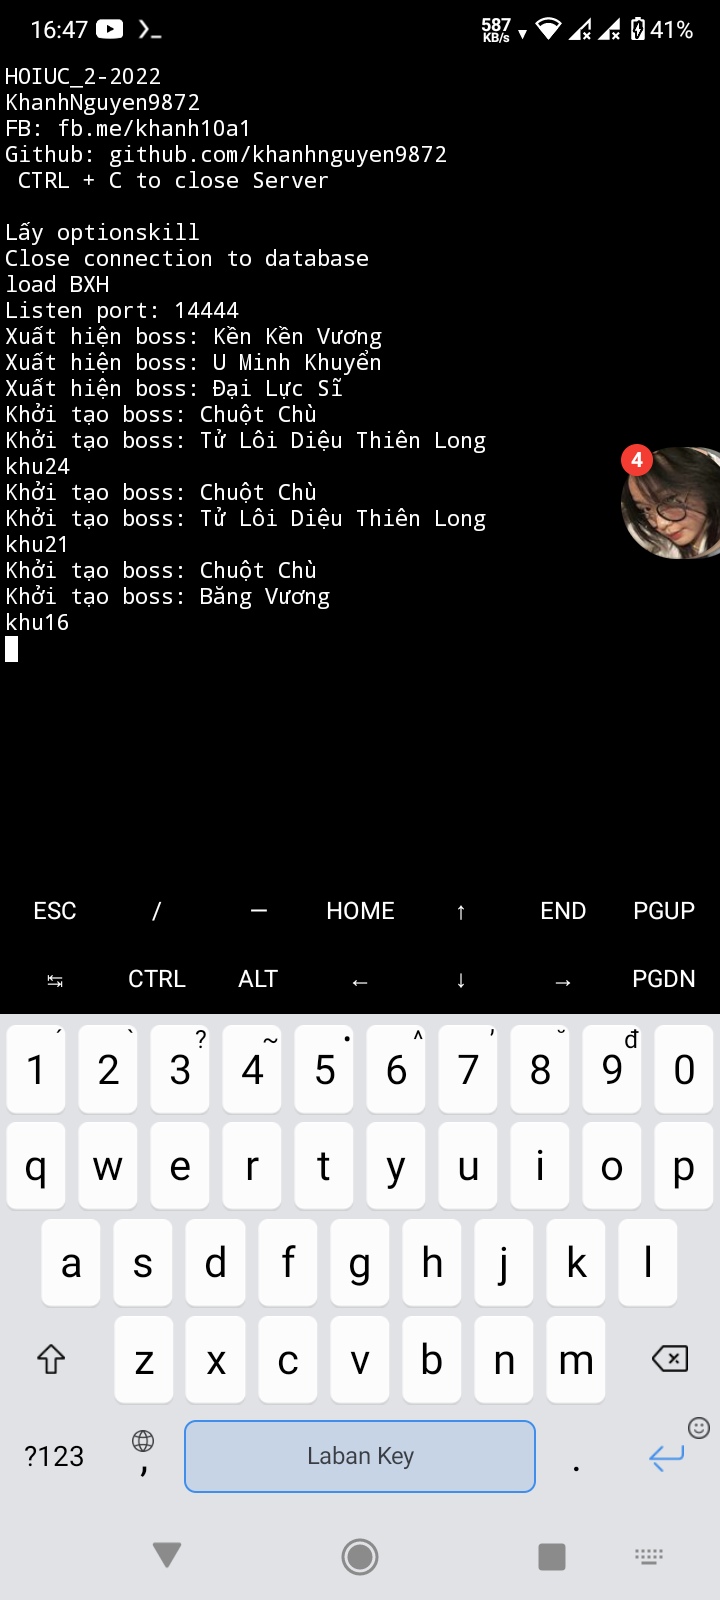 16:47
587 KB/s
41%
HOIUC_2-2022
KhanhNguyen9872
FB: fb.me/khanh10a1
Github: github.com/khanhnguyen9872
CTRL + C to close Server
Lấy optionskill
Close connection to database
load BXH
Listen port: 14444
Xuất hiện boss: Kền Kền Vương
Xuất hiện boss: U Minh Khuyển
Xuất hiện boss: Đại Lực Sĩ
Khởi tạo boss: Chuột Chù
Khởi tạo boss: Tử Lôi Diệu Thiên Long
khu24
Khởi tạo boss: Chuột Chù
Khởi tạo boss: Tử Lôi Diệu Thiên Long
khu21
Khởi tạo boss: Chuột Chù
Khởi tạo boss: Băng Vương
khu16
4
ESC / — HOME ↑ END PGUP
↹ CTRL ALT ← ↓ → PGDN
´ ` ? ~ . ^ ’ ˘ đ
1 2 3 4 5 6 7 8 9 0
q w e r t y u i o p
a s d f g h j k l
z x c v b n m
?123 , Laban Key .